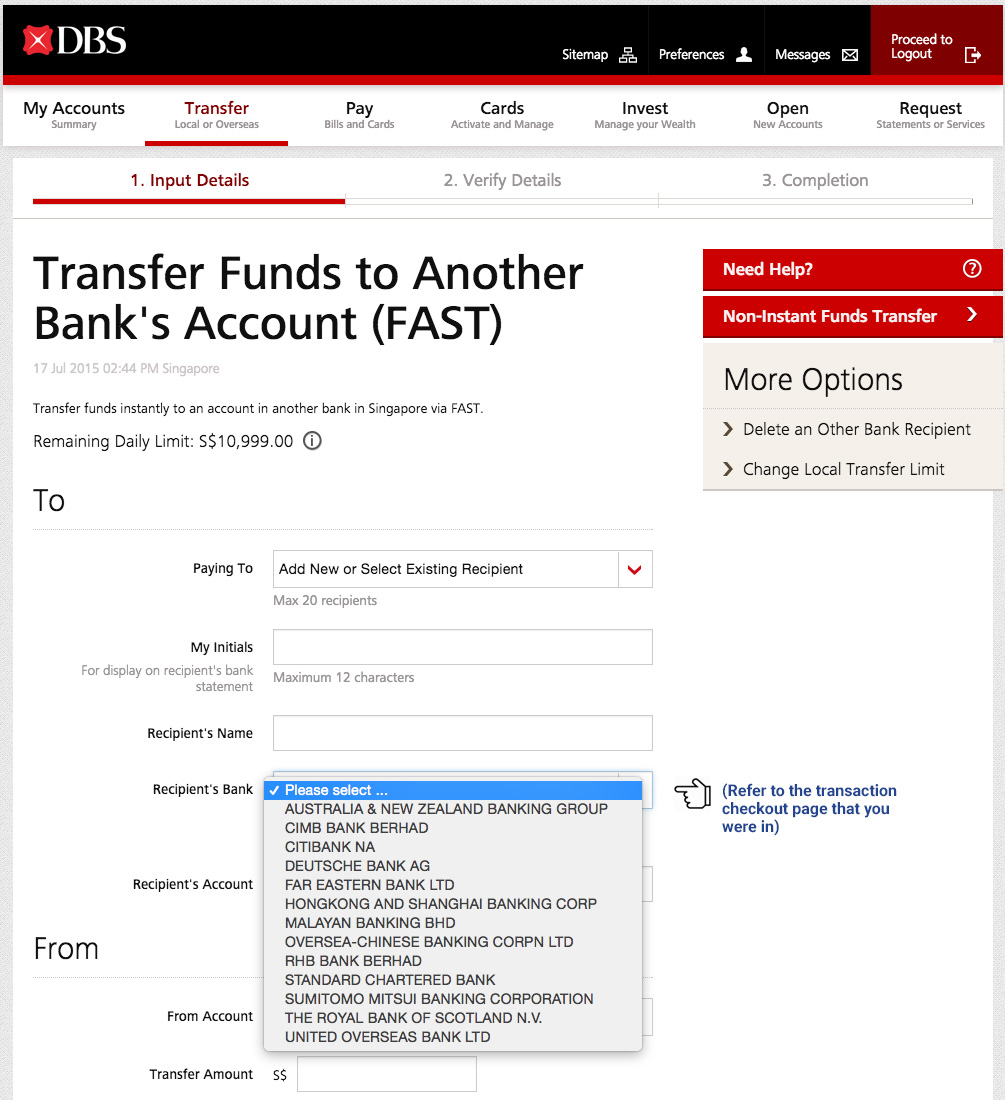 DBS
Sitemap
Preferences
Messages
Proceed to
Logout
My Accounts
Summary
Transfer
Local or Overseas
Pay
Bills and Cards
Cards
Activate and Manage
Invest
Manage your Wealth
Open
New Accounts
Request
Statements or Services
1. Input Details
2. Verify Details
3. Completion
Transfer Funds to Another
Bank's Account (FAST)
17 Jul 2015 02:44 PM Singapore
Transfer funds instantly to an account in another bank in Singapore via FAST.
Remaining Daily Limit: S$10,999.00
Need Help?
Non-Instant Funds Transfer
More Options
Delete an Other Bank Recipient
Change Local Transfer Limit
To
Paying To
Add New or Select Existing Recipient
Max 20 recipients
My Initials
For display on recipient's bank
statement
Maximum 12 characters
Recipient's Name
Recipient's Bank
✓ Please select ...
AUSTRALIA & NEW ZEALAND BANKING GROUP
CIMB BANK BERHAD
CITIBANK NA
DEUTSCHE BANK AG
FAR EASTERN BANK LTD
HONGKONG AND SHANGHAI BANKING CORP
MALAYAN BANKING BHD
OVERSEA-CHINESE BANKING CORPN LTD
RHB BANK BERHAD
STANDARD CHARTERED BANK
SUMITOMO MITSUI BANKING CORPORATION
THE ROYAL BANK OF SCOTLAND N.V.
UNITED OVERSEAS BANK LTD
(Refer to the transaction
checkout page that you
were in)
Recipient's Account
From
From Account
Transfer Amount
S$